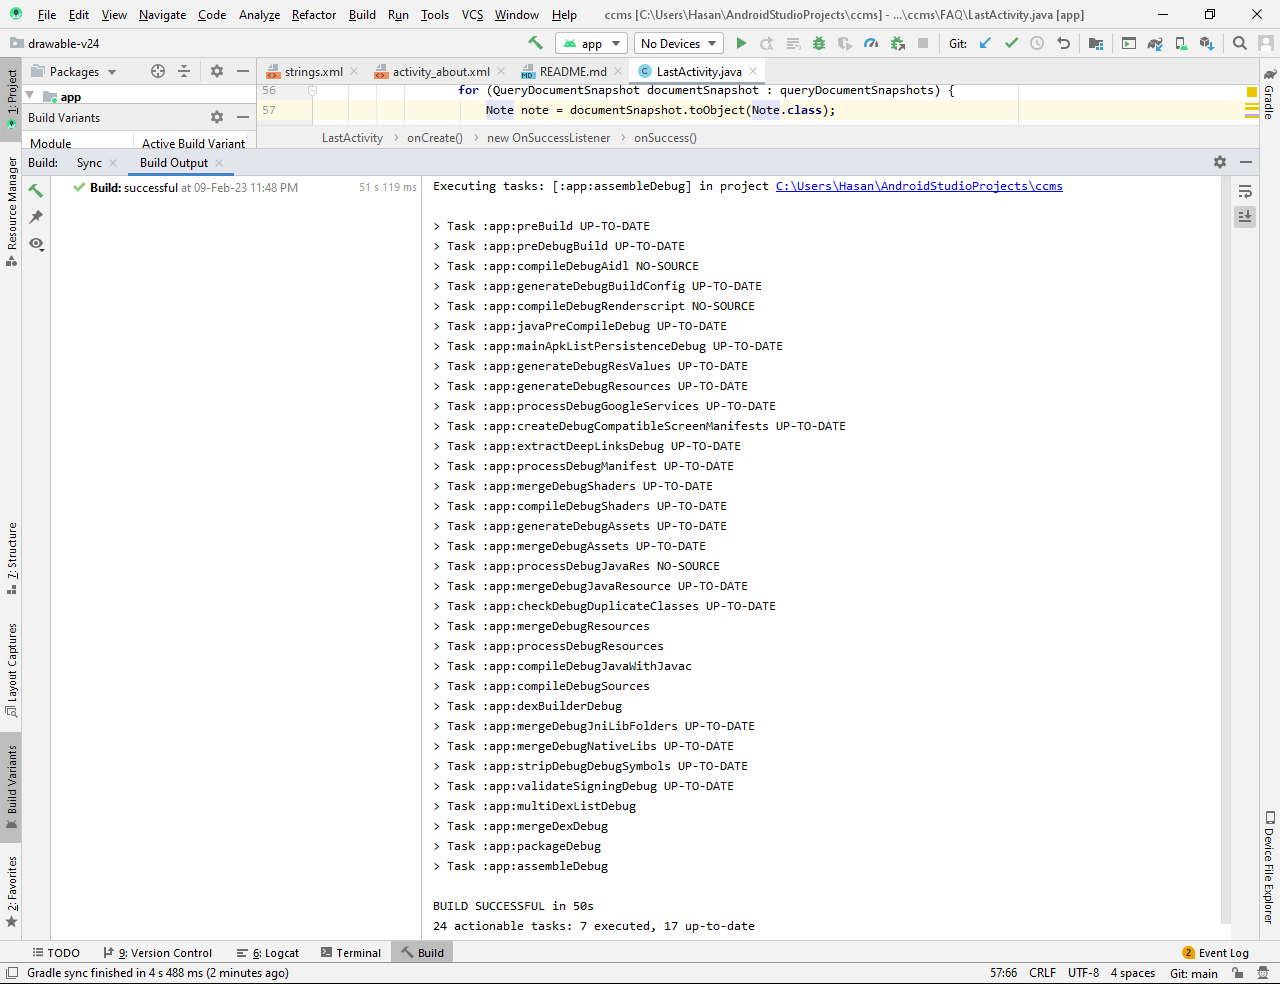 File Edit View Navigate Code Analyze Refactor Build Run Tools VCS Window Help ccms [C:\Users\Hasan\AndroidStudioProjects\ccms] - ...\ccms\FAQ\LastActivity.java [app]
drawable-v24 app No Devices Git:
1: Project
Resource Manager
7: Structure
Layout Captures
Build Variants
2: Favorites
Packages
app
Build Variants
Module Active Build Variant
strings.xml activity_about.xml README.md LastActivity.java
56 for (QueryDocumentSnapshot documentSnapshot : queryDocumentSnapshots) {
57 Note note = documentSnapshot.toObject(Note.class);
LastActivity onCreate() new OnSuccessListener onSuccess()
Gradle
Device File Explorer
Build: Sync Build Output
Build: successful at 09-Feb-23 11:48 PM 51 s 119 ms
Executing tasks: [:app:assembleDebug] in project C:\Users\Hasan\AndroidStudioProjects\ccms
> Task :app:preBuild UP-TO-DATE
> Task :app:preDebugBuild UP-TO-DATE
> Task :app:compileDebugAidl NO-SOURCE
> Task :app:generateDebugBuildConfig UP-TO-DATE
> Task :app:compileDebugRenderscript NO-SOURCE
> Task :app:javaPreCompileDebug UP-TO-DATE
> Task :app:mainApkListPersistenceDebug UP-TO-DATE
> Task :app:generateDebugResValues UP-TO-DATE
> Task :app:generateDebugResources UP-TO-DATE
> Task :app:processDebugGoogleServices UP-TO-DATE
> Task :app:createDebugCompatibleScreenManifests UP-TO-DATE
> Task :app:extractDeepLinksDebug UP-TO-DATE
> Task :app:processDebugManifest UP-TO-DATE
> Task :app:mergeDebugShaders UP-TO-DATE
> Task :app:compileDebugShaders UP-TO-DATE
> Task :app:generateDebugAssets UP-TO-DATE
> Task :app:mergeDebugAssets UP-TO-DATE
> Task :app:processDebugJavaRes NO-SOURCE
> Task :app:mergeDebugJavaResource UP-TO-DATE
> Task :app:checkDebugDuplicateClasses UP-TO-DATE
> Task :app:mergeDebugResources
> Task :app:processDebugResources
> Task :app:compileDebugJavaWithJavac
> Task :app:compileDebugSources
> Task :app:dexBuilderDebug
> Task :app:mergeDebugJniLibFolders UP-TO-DATE
> Task :app:mergeDebugNativeLibs UP-TO-DATE
> Task :app:stripDebugDebugSymbols UP-TO-DATE
> Task :app:validateSigningDebug UP-TO-DATE
> Task :app:multiDexListDebug
> Task :app:mergeDexDebug
> Task :app:packageDebug
> Task :app:assembleDebug
BUILD SUCCESSFUL in 50s
24 actionable tasks: 7 executed, 17 up-to-date
TODO 9: Version Control 6: Logcat Terminal Build 2 Event Log
Gradle sync finished in 4 s 488 ms (2 minutes ago) 57:66 CRLF UTF-8 4 spaces Git: main